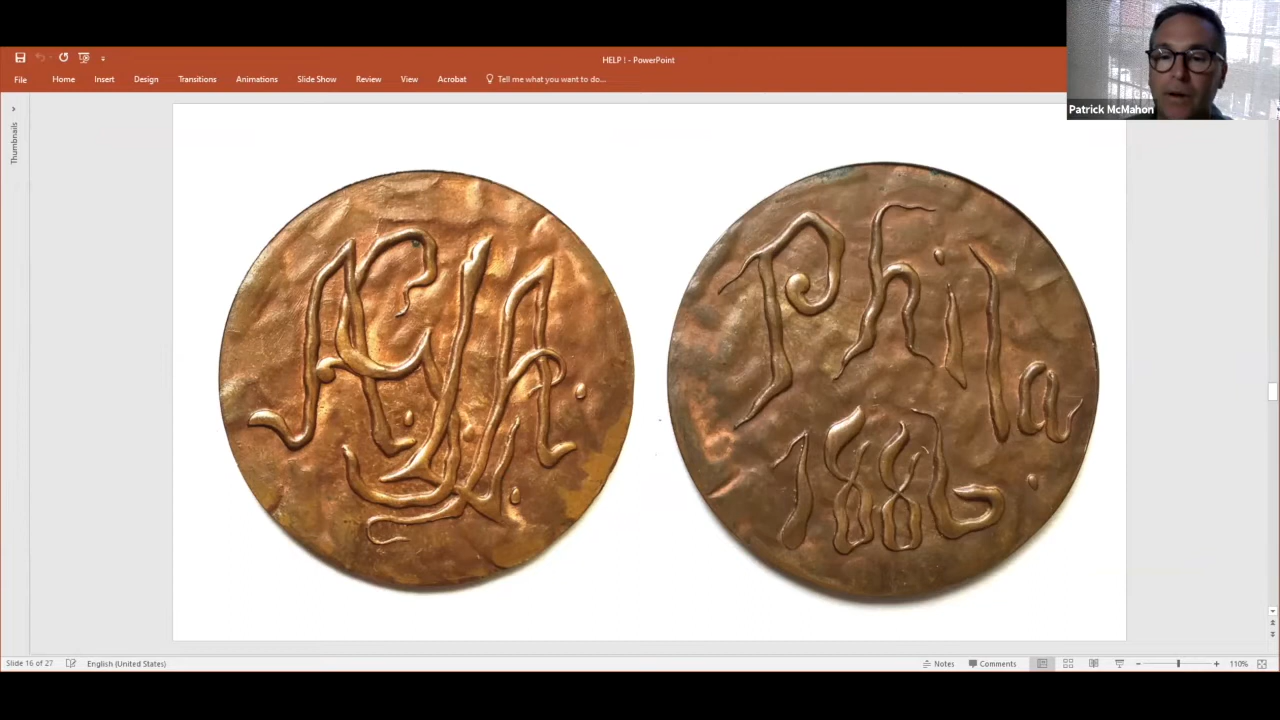 HELP ! - PowerPoint
File Home Insert Design Transitions Animations Slide Show Review View Acrobat Tell me what you want to do...
Patrick McMahon
Thumbnails
Phila
1886.
Slide 16 of 27 English (United States) Notes Comments 110%